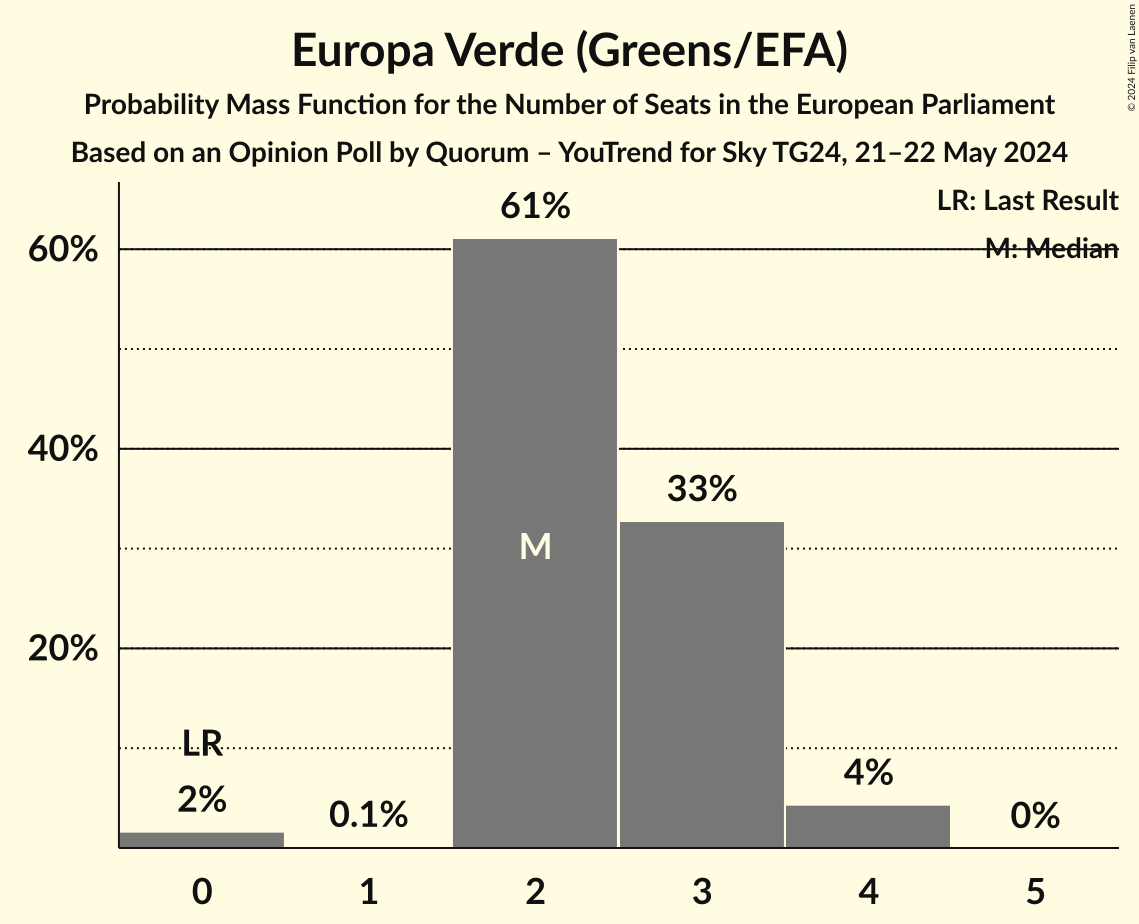 Europa Verde (Greens/EFA)
Probability Mass Function for the Number of Seats in the European Parliament
Based on an Opinion Poll by Quorum – YouTrend for Sky TG24, 21–22 May 2024
© 2024 Filip van Laenen
LR: Last Result
M: Median
61%
60%
40%
33%
M
20%
LR
2%
0.1%
4%
0%
0 1 2 3 4 5